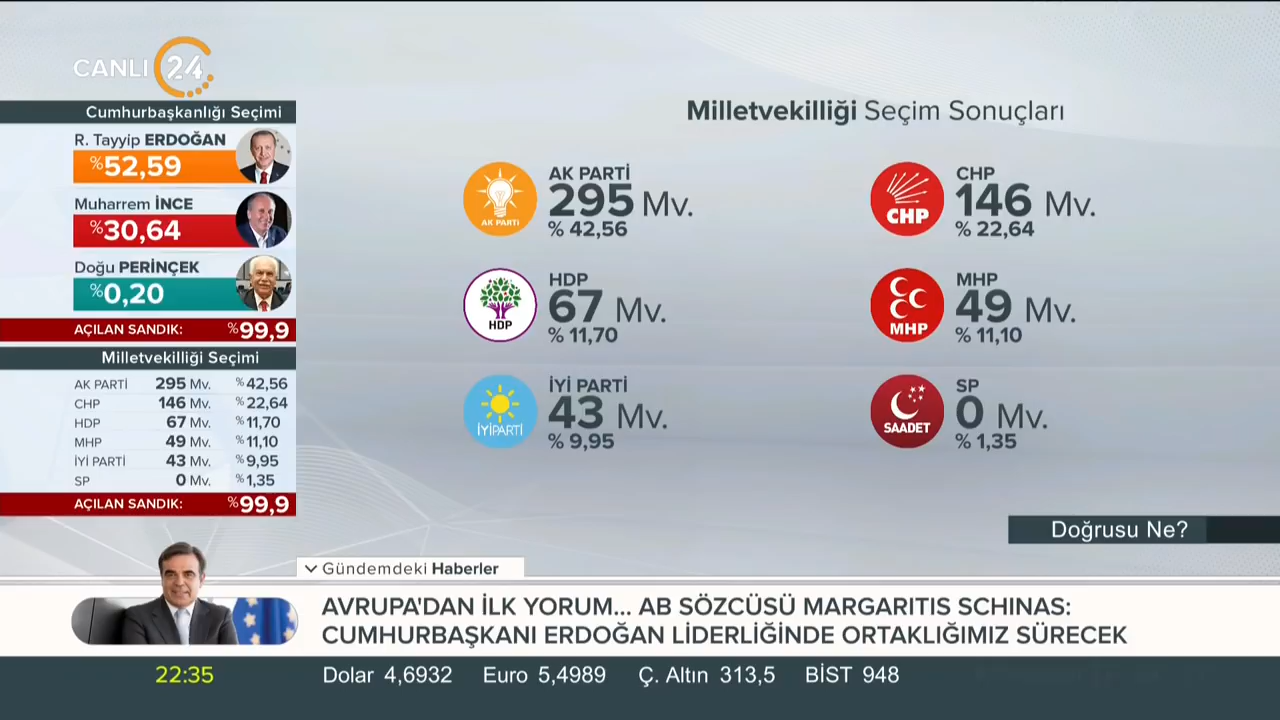 CANLI 24
Cumhurbaşkanlığı Seçimi
R. Tayyip ERDOĞAN
%52,59
Muharrem İNCE
%30,64
Doğu PERİNÇEK
%0,20
AÇILAN SANDIK: %99,9
Milletvekilliği Seçimi
AK PARTİ 295 Mv. %42,56
CHP 146 Mv. %22,64
HDP 67 Mv. %11,70
MHP 49 Mv. %11,10
İYİ PARTİ 43 Mv. %9,95
SP 0 Mv. %1,35
AÇILAN SANDIK: %99,9
Milletvekilliği Seçim Sonuçları
AK PARTİ
AK PARTİ
295 Mv.
% 42,56
CHP
CHP
146 Mv.
% 22,64
HDP
HDP
67 Mv.
% 11,70
MHP
MHP
49 Mv.
% 11,10
İYİPARTİ
İYİ PARTİ
43 Mv.
% 9,95
SAADET
SP
0 Mv.
% 1,35
Doğrusu Ne?
Gündemdeki Haberler
AVRUPA'DAN İLK YORUM... AB SÖZCÜSÜ MARGARITIS SCHINAS:
CUMHURBAŞKANI ERDOĞAN LİDERLİĞİNDE ORTAKLIĞIMIZ SÜRECEK
22:35 Dolar 4,6932 Euro 5,4989 Ç. Altın 313,5 BİST 948